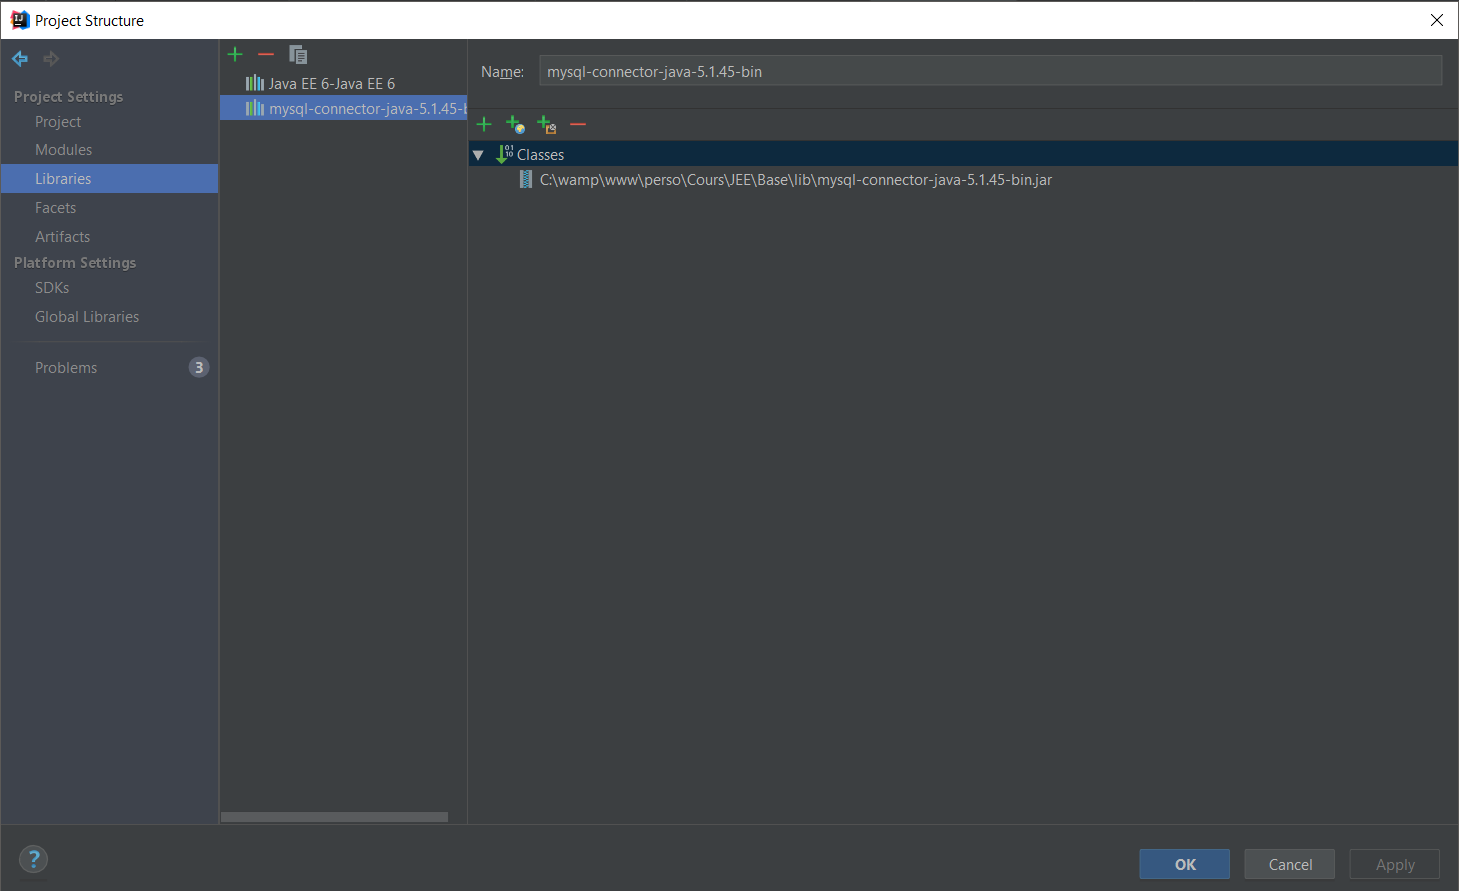 Project Structure
Project Settings
Project
Modules
Libraries
Facets
Artifacts
Platform Settings
SDKs
Global Libraries
Problems 3
Java EE 6-Java EE 6
mysql-connector-java-5.1.45-b
Name: mysql-connector-java-5.1.45-bin
Classes
C:\wamp\www\perso\Cours\JEE\Base\lib\mysql-connector-java-5.1.45-bin.jar
? OK Cancel Apply